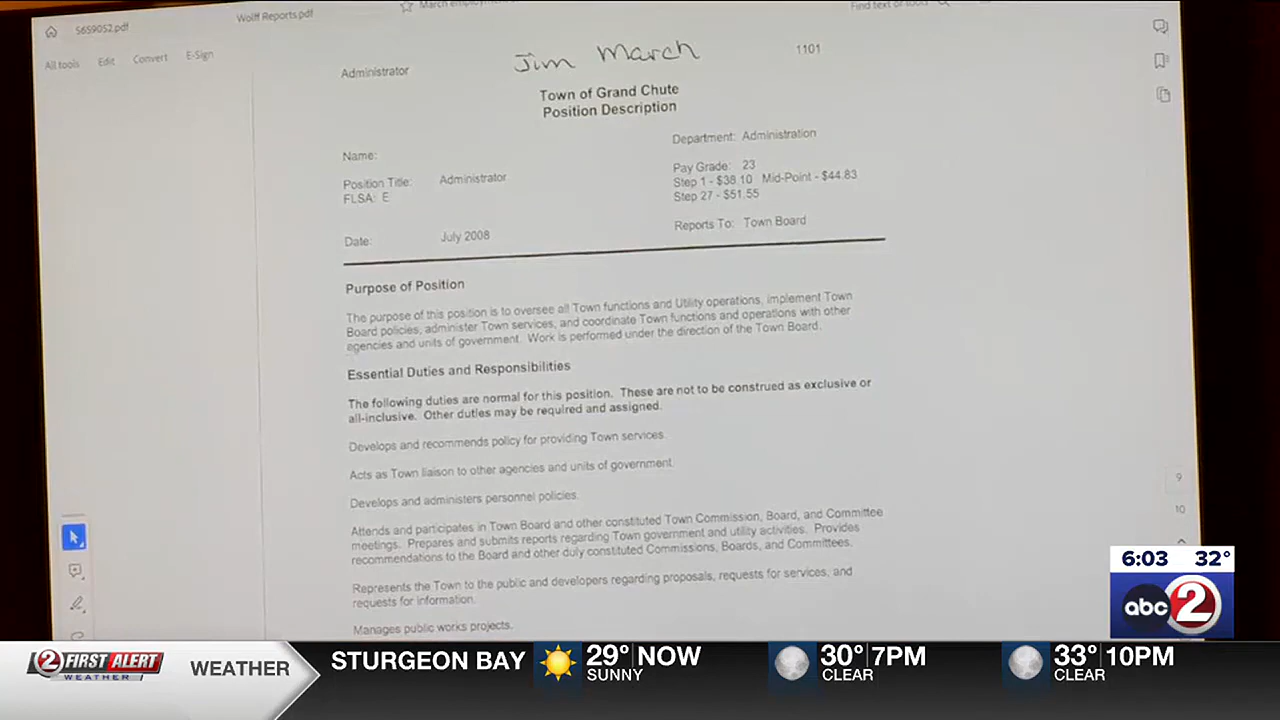 S659052.pdf
Wolff Reports.pdf
All tools Edit Convert E-Sign
Administrator
Jim March
1101
Town of Grand Chute
Position Description
Name:
Department: Administration
Position Title: Administrator
FLSA: E
Pay Grade: 23
Step 1 - $38.10 Mid-Point - $44.83
Step 27 - $51.55
Date: July 2008
Reports To: Town Board
Purpose of Position
The purpose of this position is to oversee all Town functions and Utility operations, implement Town
Board policies, administer Town services, and coordinate Town functions and operations with other
agencies and units of government. Work is performed under the direction of the Town Board.
Essential Duties and Responsibilities
The following duties are normal for this position. These are not to be construed as exclusive or
all-inclusive. Other duties may be required and assigned.
Develops and recommends policy for providing Town services.
Acts as Town liaison to other agencies and units of government.
Develops and administers personnel policies.
Attends and participates in Town Board and other constituted Town Commission, Board, and Committee
meetings. Prepares and submits reports regarding Town government and utility activities. Provides
recommendations to the Board and other duly constituted Commissions, Boards, and Committees.
Represents the Town to the public and developers regarding proposals, requests for services, and
requests for information.
Manages public works projects.
9
10
6:03 32°
abc 2
2 FIRST ALERT
WEATHER
WEATHER
STURGEON BAY
29° NOW
SUNNY
30° 7PM
CLEAR
33° 10PM
CLEAR